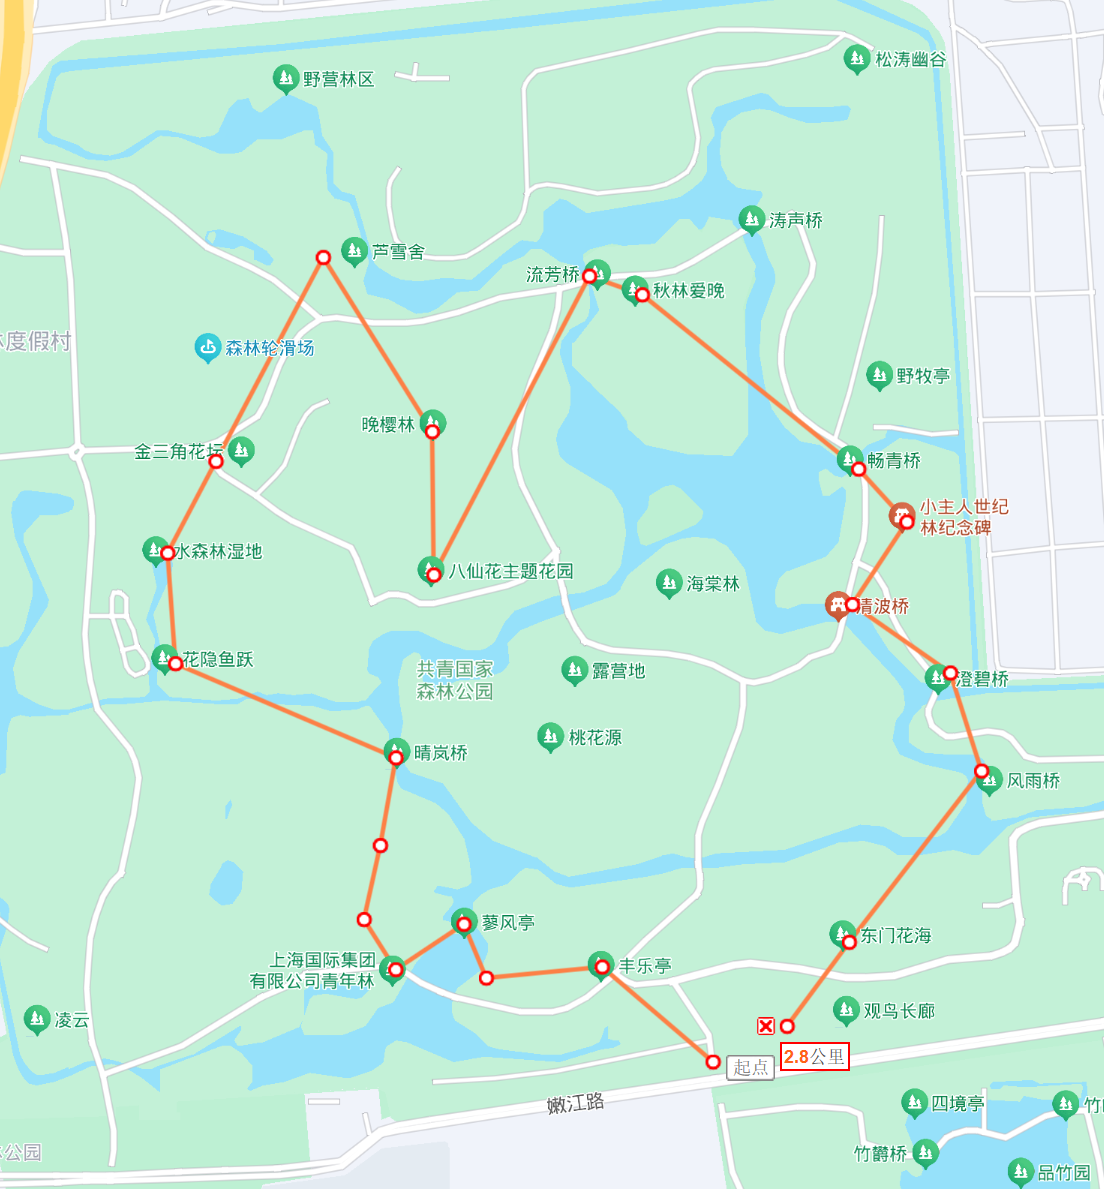 松涛幽谷
野营林区
涛声桥
芦雪舍
流芳桥
秋林爱晚
度假村
森林轮滑场
野牧亭
晚樱林
金三角花坛
畅青桥
小主人世纪
林纪念碑
水森林湿地
八仙花主题花园
海棠林
清波桥
花隐鱼跃
共青国家
森林公园
露营地
澄碧桥
桃花源
晴岚桥
风雨桥
蓼风亭
东门花海
上海国际集团
有限公司青年林
丰乐亭
观鸟长廊
凌云
2.8公里
起点
嫩江路
四境亭
竹
公园
竹爵桥
品竹园